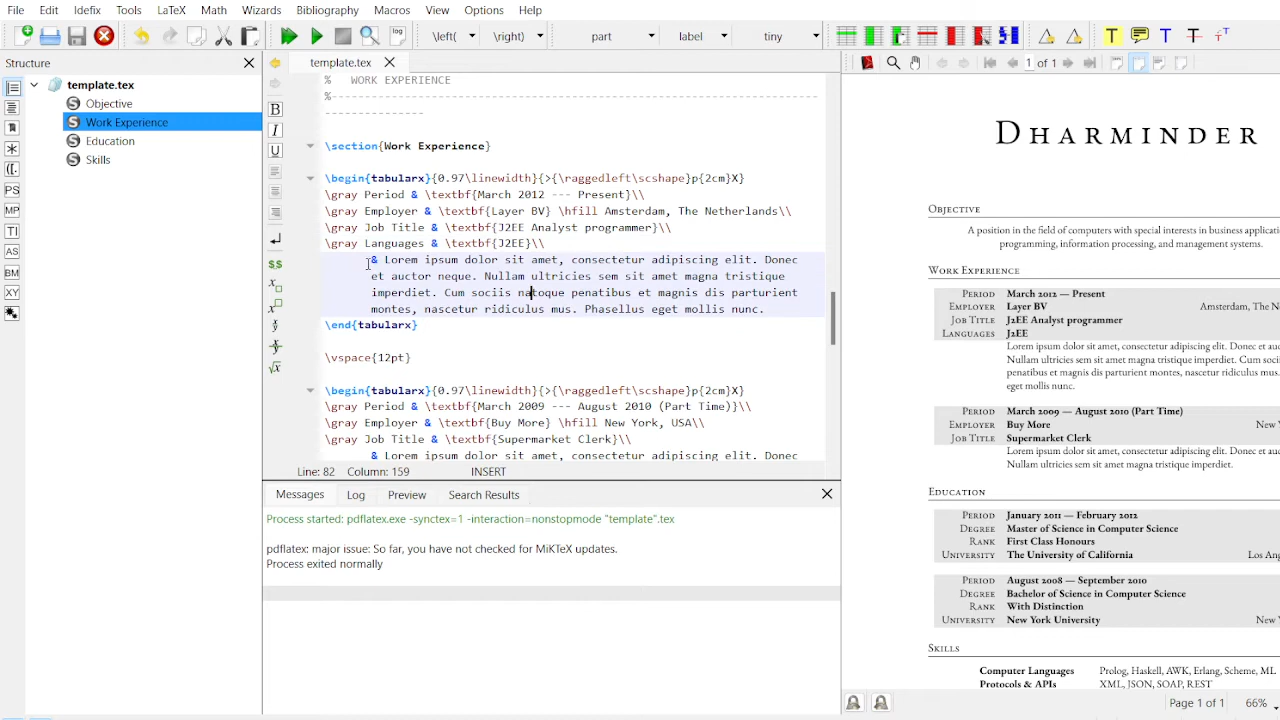 File Edit Idefix Tools LaTeX Math Wizards Bibliography Macros View Options Help
log \left( \right) part label tiny
Structure
template.tex
Objective
Work Experience
Education
Skills
PS
MP
TI
AS
BM
XY
template.tex
% WORK EXPERIENCE
%----------------------------------------------------------------------------------------
\section{Work Experience}
\begin{tabularx}{0.97\linewidth}{>{\raggedleft\scshape}p{2cm}X}
\gray Period & \textbf{March 2012 --- Present}\\
\gray Employer & \textbf{Layer BV} \hfill Amsterdam, The Netherlands\\
\gray Job Title & \textbf{J2EE Analyst programmer}\\
\gray Languages & \textbf{J2EE}\\
& Lorem ipsum dolor sit amet, consectetur adipiscing elit. Donec
et auctor neque. Nullam ultricies sem sit amet magna tristique
imperdiet. Cum sociis natoque penatibus et magnis dis parturient
montes, nascetur ridiculus mus. Phasellus eget mollis nunc.
\end{tabularx}
\vspace{12pt}
\begin{tabularx}{0.97\linewidth}{>{\raggedleft\scshape}p{2cm}X}
\gray Period & \textbf{March 2009 --- August 2010 (Part Time)}\\
\gray Employer & \textbf{Buy More} \hfill New York, USA\\
\gray Job Title & \textbf{Supermarket Clerk}\\
& Lorem ipsum dolor sit amet, consectetur adipiscing elit. Donec
Line: 82 Column: 159 INSERT
Messages Log Preview Search Results
Process started: pdflatex.exe -synctex=1 -interaction=nonstopmode "template".tex
pdflatex: major issue: So far, you have not checked for MiKTeX updates.
Process exited normally
1 of 1
DHARMINDER
OBJECTIVE
A position in the field of computers with special interests in business applicatio
programming, information processing, and management systems.
WORK EXPERIENCE
PERIOD March 2012 — Present
EMPLOYER Layer BV Amsterdam, The N
JOB TITLE J2EE Analyst programmer
LANGUAGES J2EE
Lorem ipsum dolor sit amet, consectetur adipiscing elit. Donec et auc
Nullam ultricies sem sit amet magna tristique imperdiet. Cum soci
penatibus et magnis dis parturient montes, nascetur ridiculus mus.
eget mollis nunc.
PERIOD March 2009 — August 2010 (Part Time)
EMPLOYER Buy More New Y
JOB TITLE Supermarket Clerk
Lorem ipsum dolor sit amet, consectetur adipiscing elit. Donec et auc
Nullam ultricies sem sit amet magna tristique imperdiet.
EDUCATION
PERIOD January 2011 — February 2012
DEGREE Master of Science in Computer Science
RANK First Class Honours
UNIVERSITY The University of California Los Ang
PERIOD August 2008 — September 2010
DEGREE Bachelor of Science in Computer Science
RANK With Distinction
UNIVERSITY New York University New Y
SKILLS
Computer Languages Prolog, Haskell, AWK, Erlang, Scheme, ML
Protocols & APIs XML, JSON, SOAP, REST
Page 1 of 1 66%